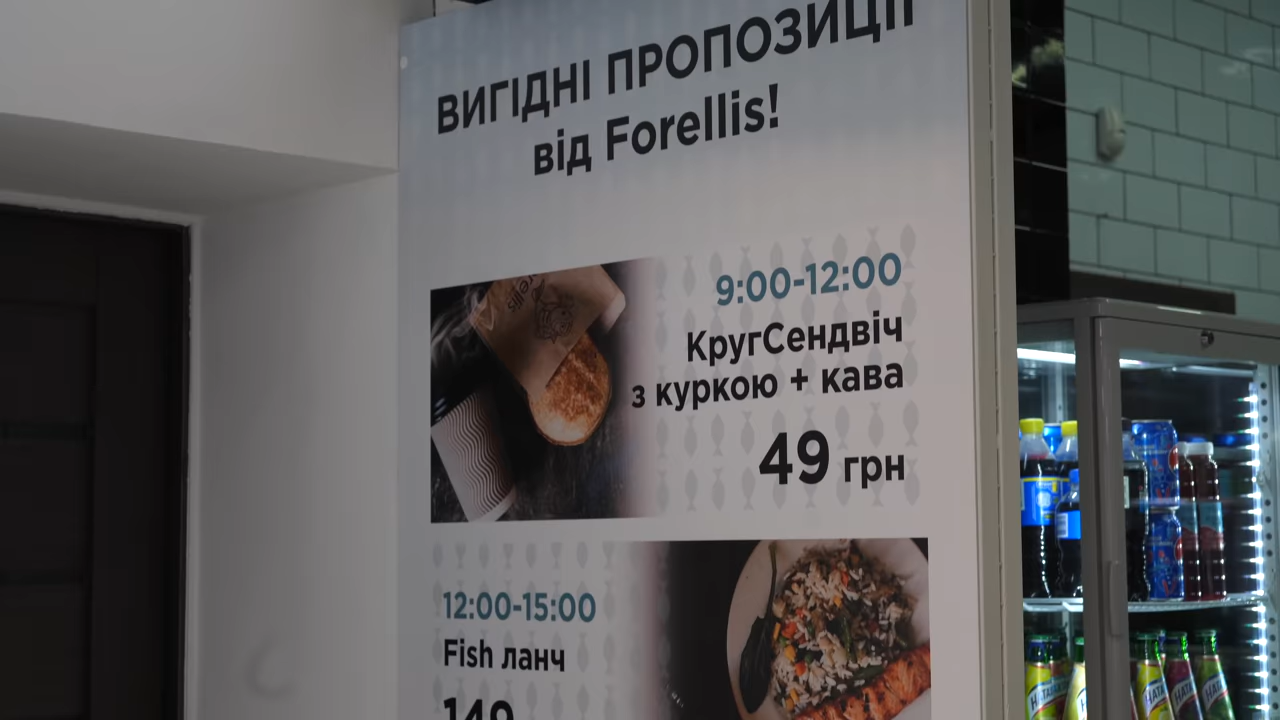 ВИГІДНІ ПРОПОЗИЦІЇ
від Forellis!
9:00-12:00
КругСендвіч
з куркою + кава
49 грн
12:00-15:00
Fish ланч
149